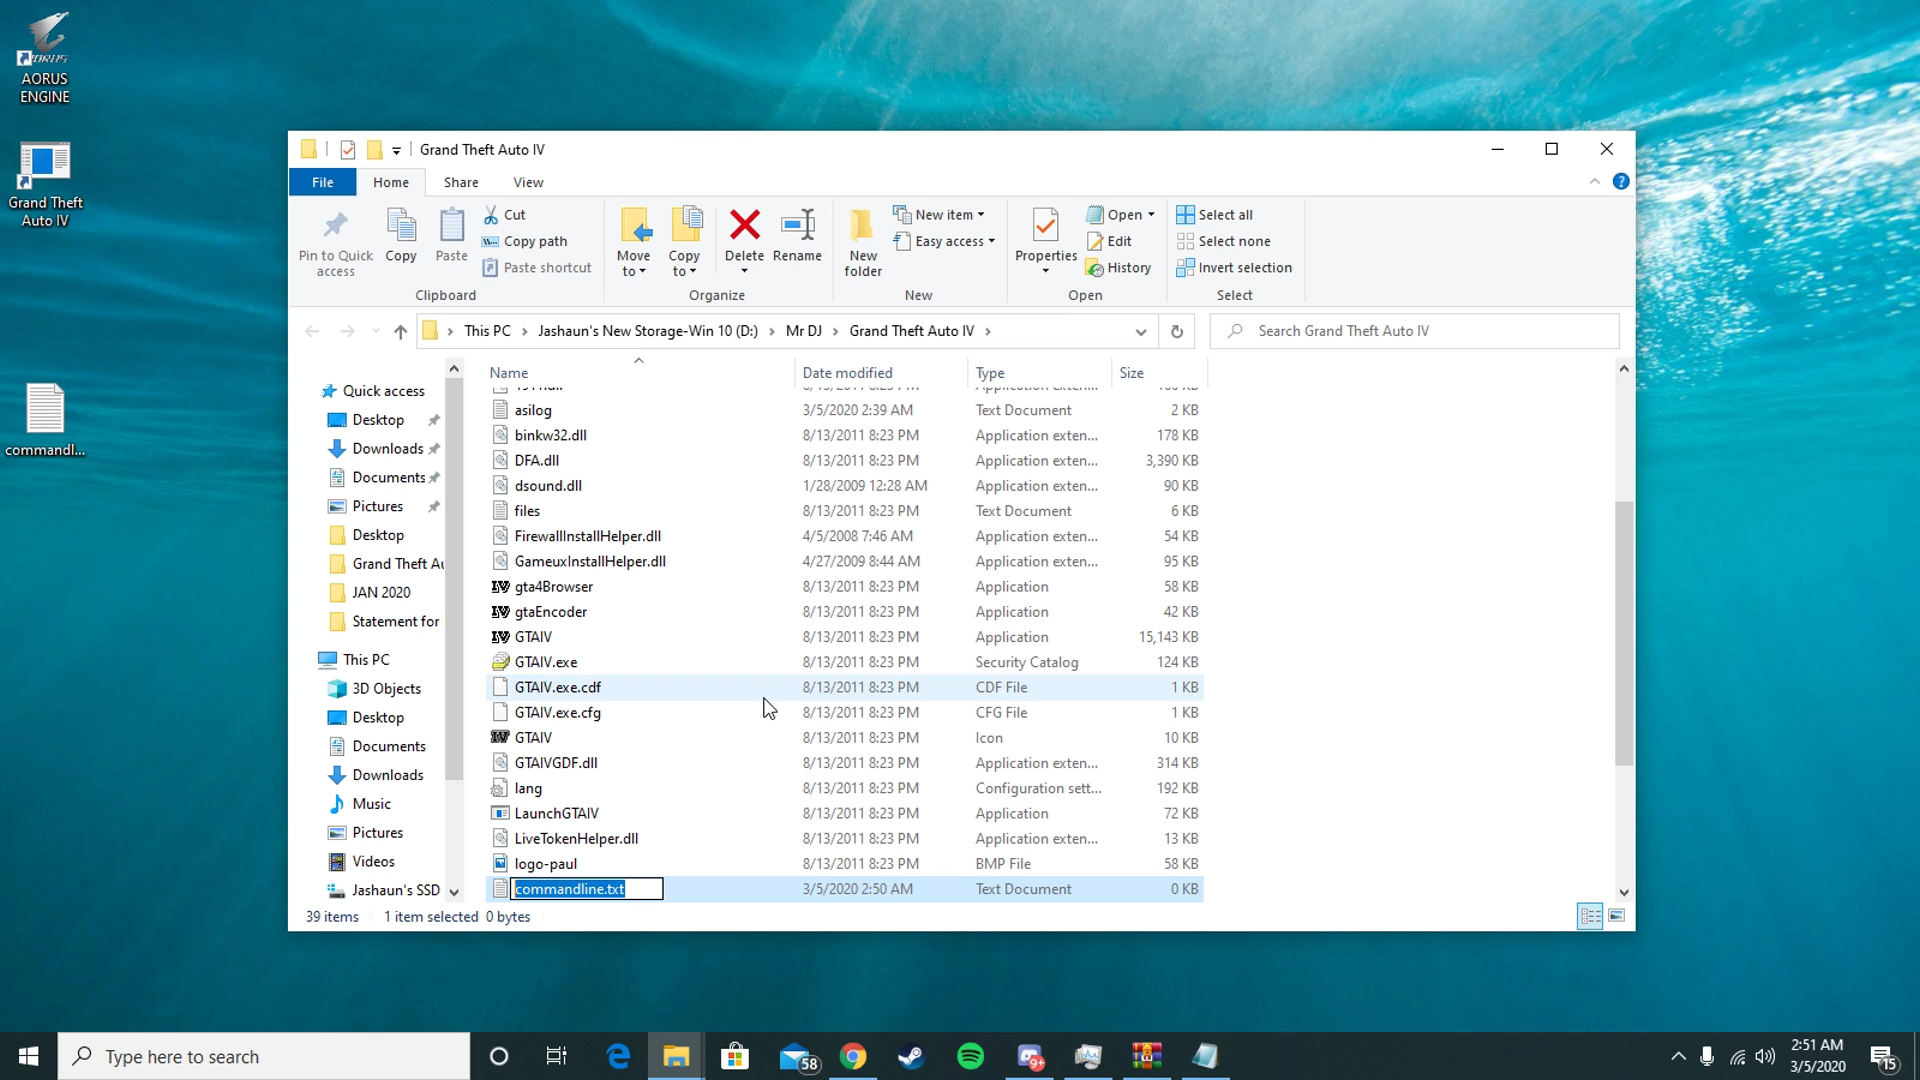 AORUS
ENGINE
Grand Theft
Auto IV
commandl...
Grand Theft Auto IV
File
Home
Share
View
Pin to Quick
access
Copy
Paste
Cut
Copy path
Paste shortcut
Clipboard
Move
to
Copy
to
Delete
Rename
Organize
New
folder
New item
Easy access
New
Properties
Open
Edit
History
Open
Select all
Select none
Invert selection
Select
This PC
Jashaun's New Storage-Win 10 (D:)
Mr DJ
Grand Theft Auto IV
Search Grand Theft Auto IV
Quick access
Desktop
Downloads
Documents
Pictures
Desktop
Grand Theft Au
JAN 2020
Statement for
This PC
3D Objects
Desktop
Documents
Downloads
Music
Pictures
Videos
Jashaun's SSD
Name Date modified Type Size
asilog 3/5/2020 2:39 AM Text Document 2 KB
binkw32.dll 8/13/2011 8:23 PM Application exten... 178 KB
DFA.dll 8/13/2011 8:23 PM Application exten... 3,390 KB
dsound.dll 1/28/2009 12:28 AM Application exten... 90 KB
files 8/13/2011 8:23 PM Text Document 6 KB
FirewallInstallHelper.dll 4/5/2008 7:46 AM Application exten... 54 KB
GameuxInstallHelper.dll 4/27/2009 8:44 AM Application exten... 95 KB
gta4Browser 8/13/2011 8:23 PM Application 58 KB
gtaEncoder 8/13/2011 8:23 PM Application 42 KB
GTAIV 8/13/2011 8:23 PM Application 15,143 KB
GTAIV.exe 8/13/2011 8:23 PM Security Catalog 124 KB
GTAIV.exe.cdf 8/13/2011 8:23 PM CDF File 1 KB
GTAIV.exe.cfg 8/13/2011 8:23 PM CFG File 1 KB
GTAIV 8/13/2011 8:23 PM Icon 10 KB
GTAIVGDF.dll 8/13/2011 8:23 PM Application exten... 314 KB
lang 8/13/2011 8:23 PM Configuration sett... 192 KB
LaunchGTAIV 8/13/2011 8:23 PM Application 72 KB
LiveTokenHelper.dll 8/13/2011 8:23 PM Application exten... 13 KB
logo-paul 8/13/2011 8:23 PM BMP File 58 KB
commandline.txt 3/5/2020 2:50 AM Text Document 0 KB
39 items 1 item selected 0 bytes
Type here to search
58
9+
2:51 AM
3/5/2020
15